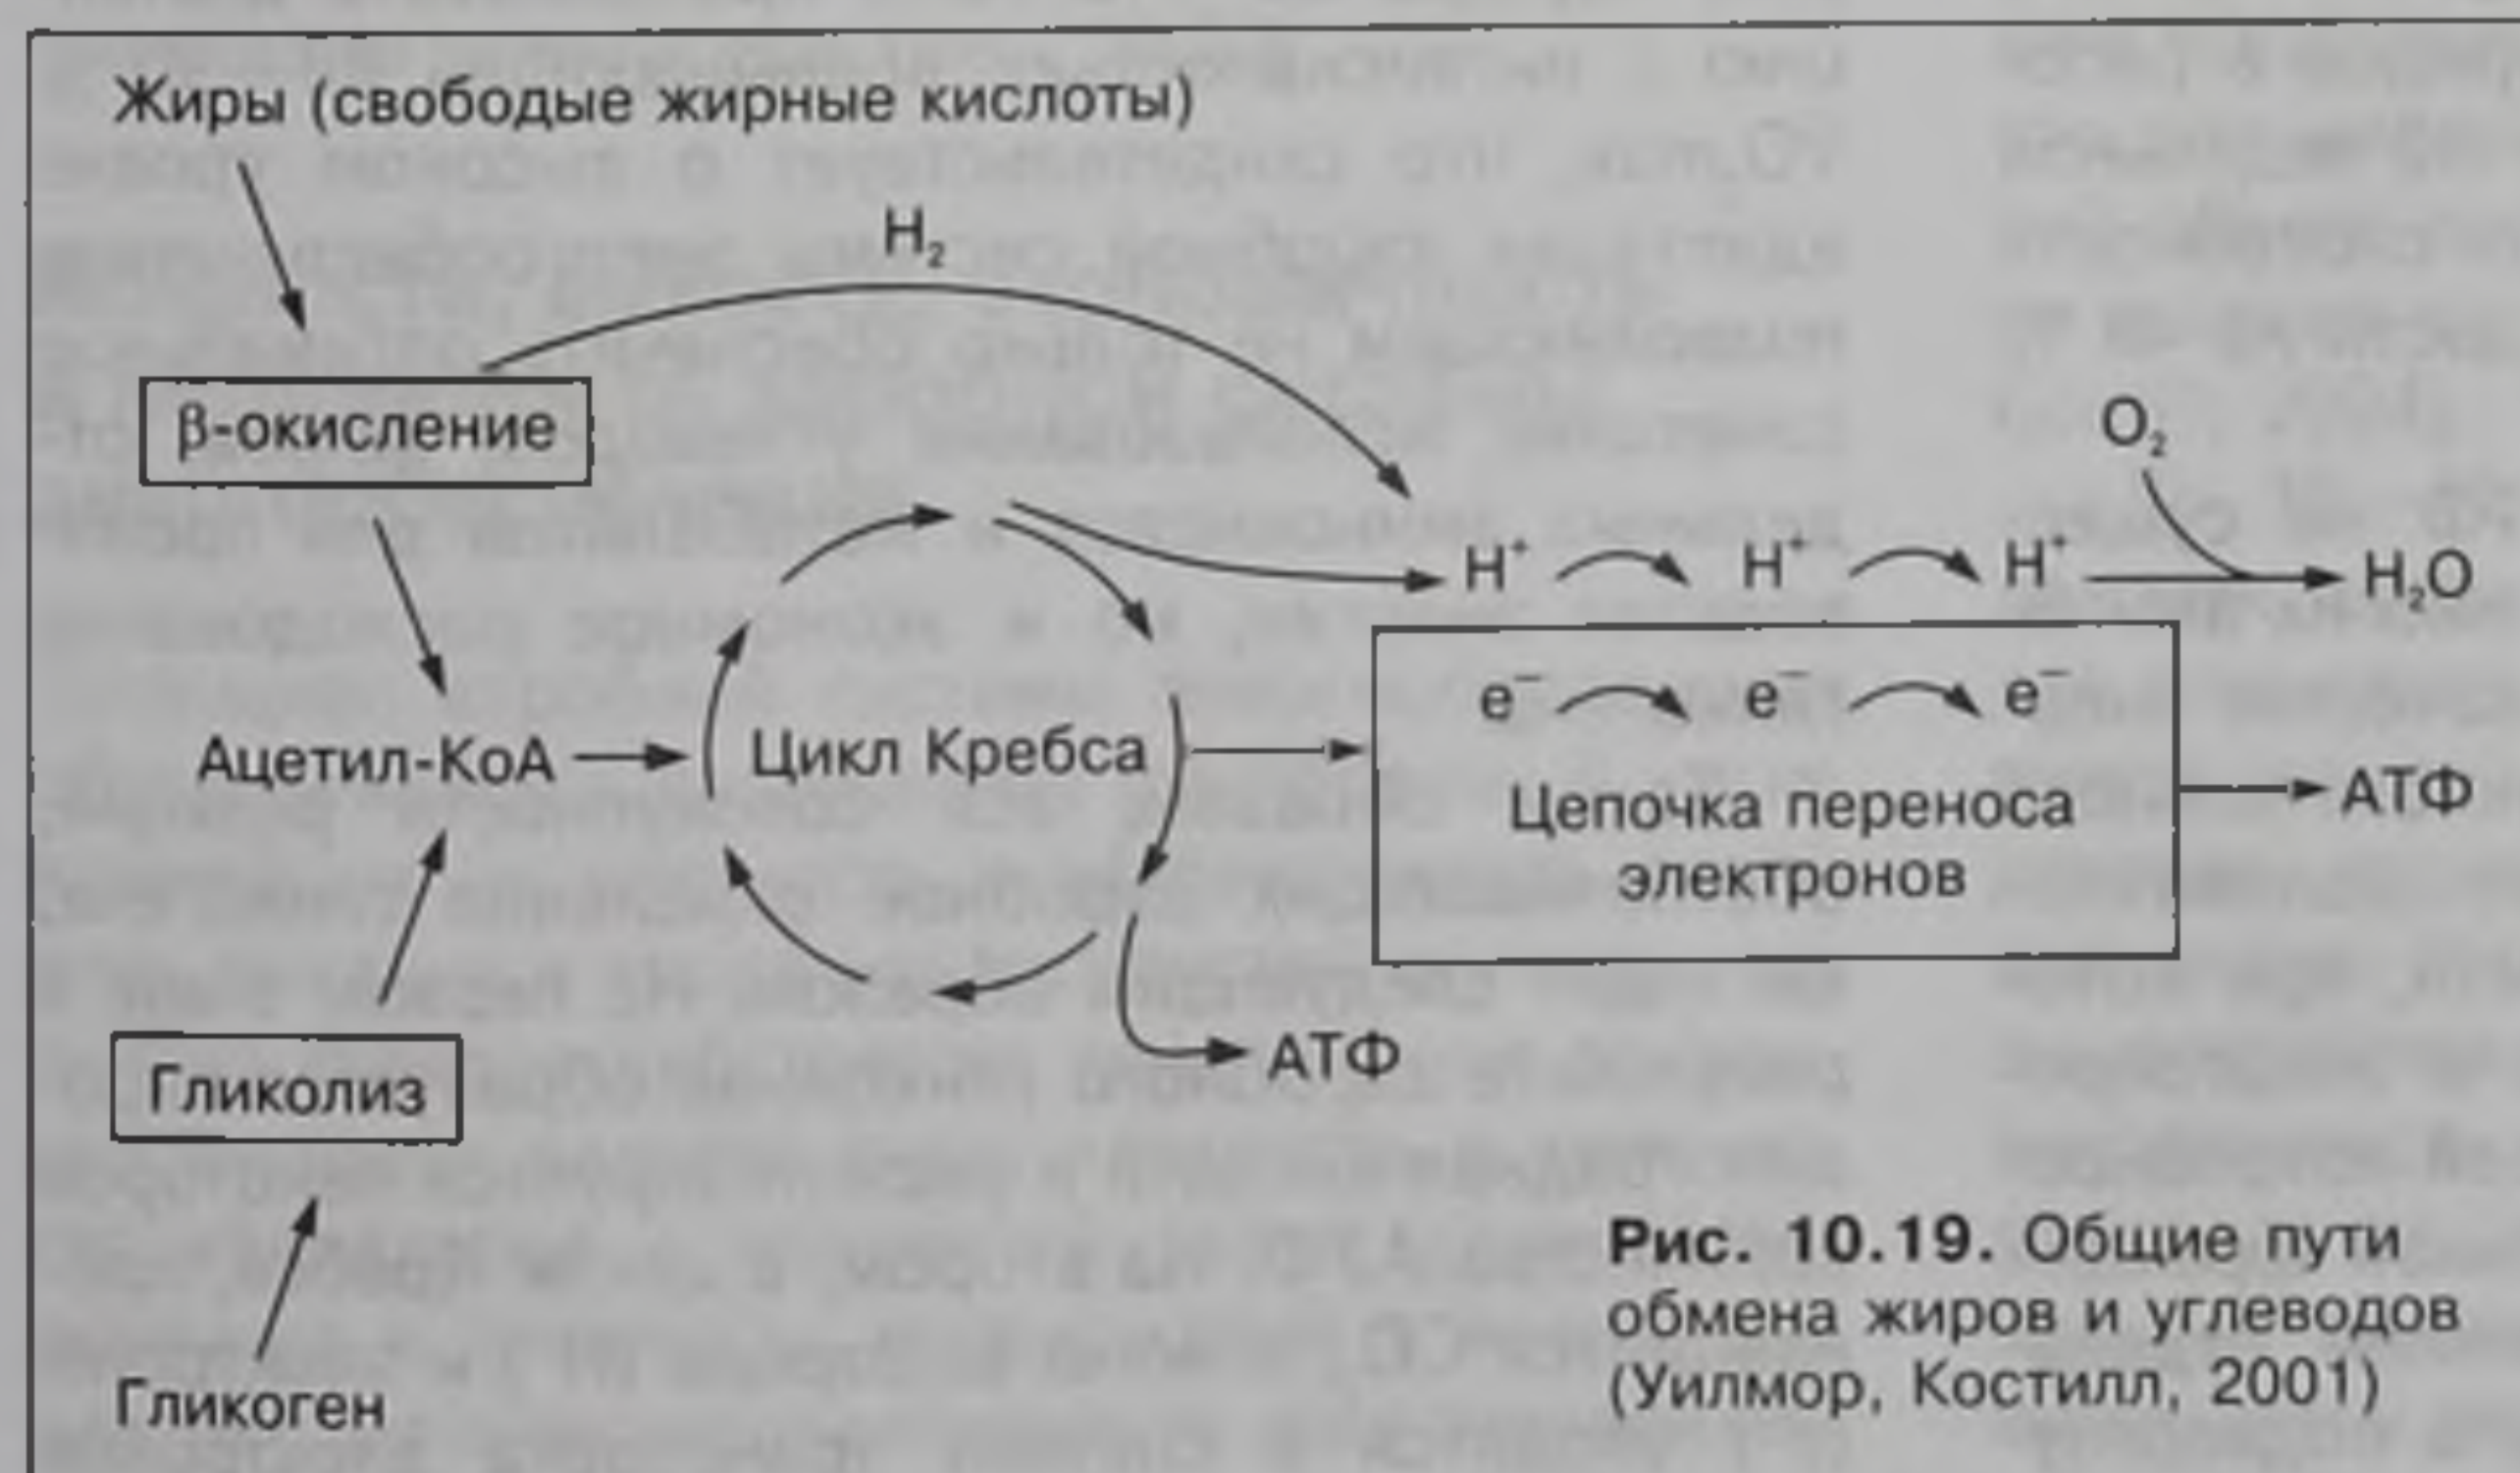 Жиры (свободые жирные кислоты)
H₂
β-окисление
O₂
H⁺ H⁺ H⁺ H₂O
e⁻ e⁻ e⁻
Ацетил-КоА
Цикл Кребса
Цепочка переноса
электронов
АТФ
АТФ
Гликолиз
Гликоген
Рис. 10.19. Общие пути
обмена жиров и углеводов
(Уилмор, Костилл, 2001)